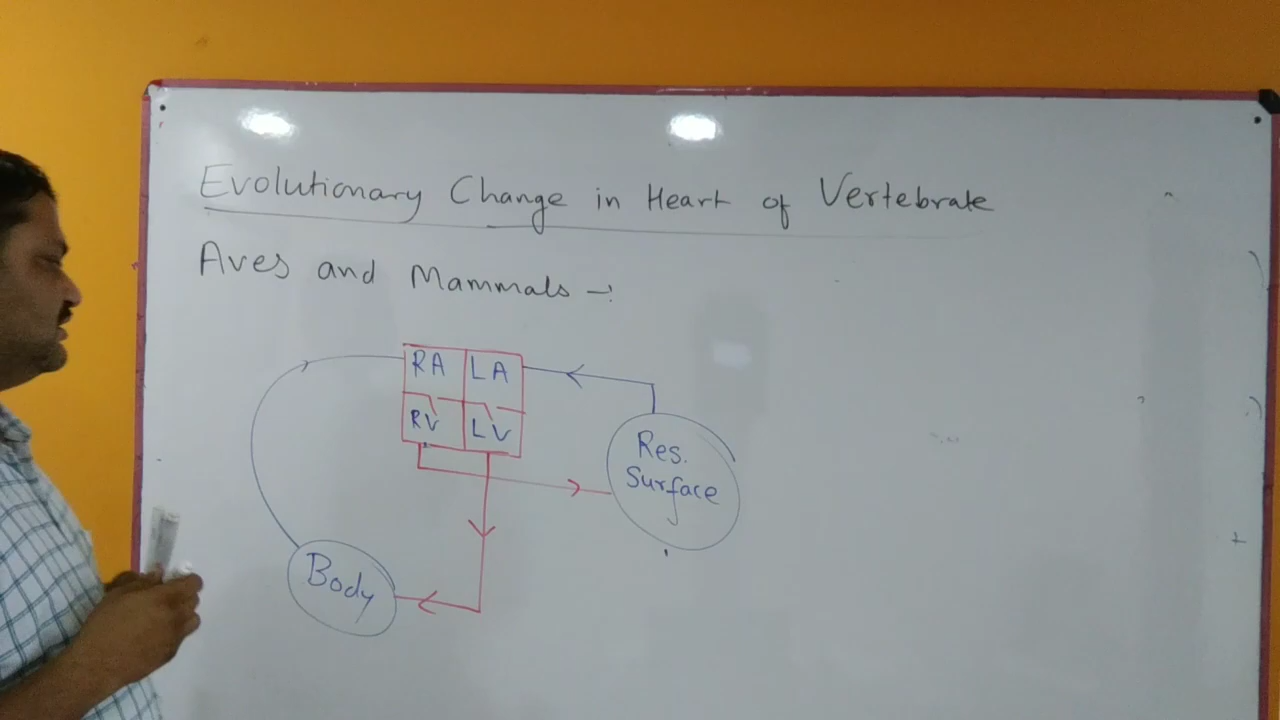 Evolutionary Change in Heart of Vertebrate
Aves and Mammals →:
RA LA
RV LV
Res.
Surface
Body